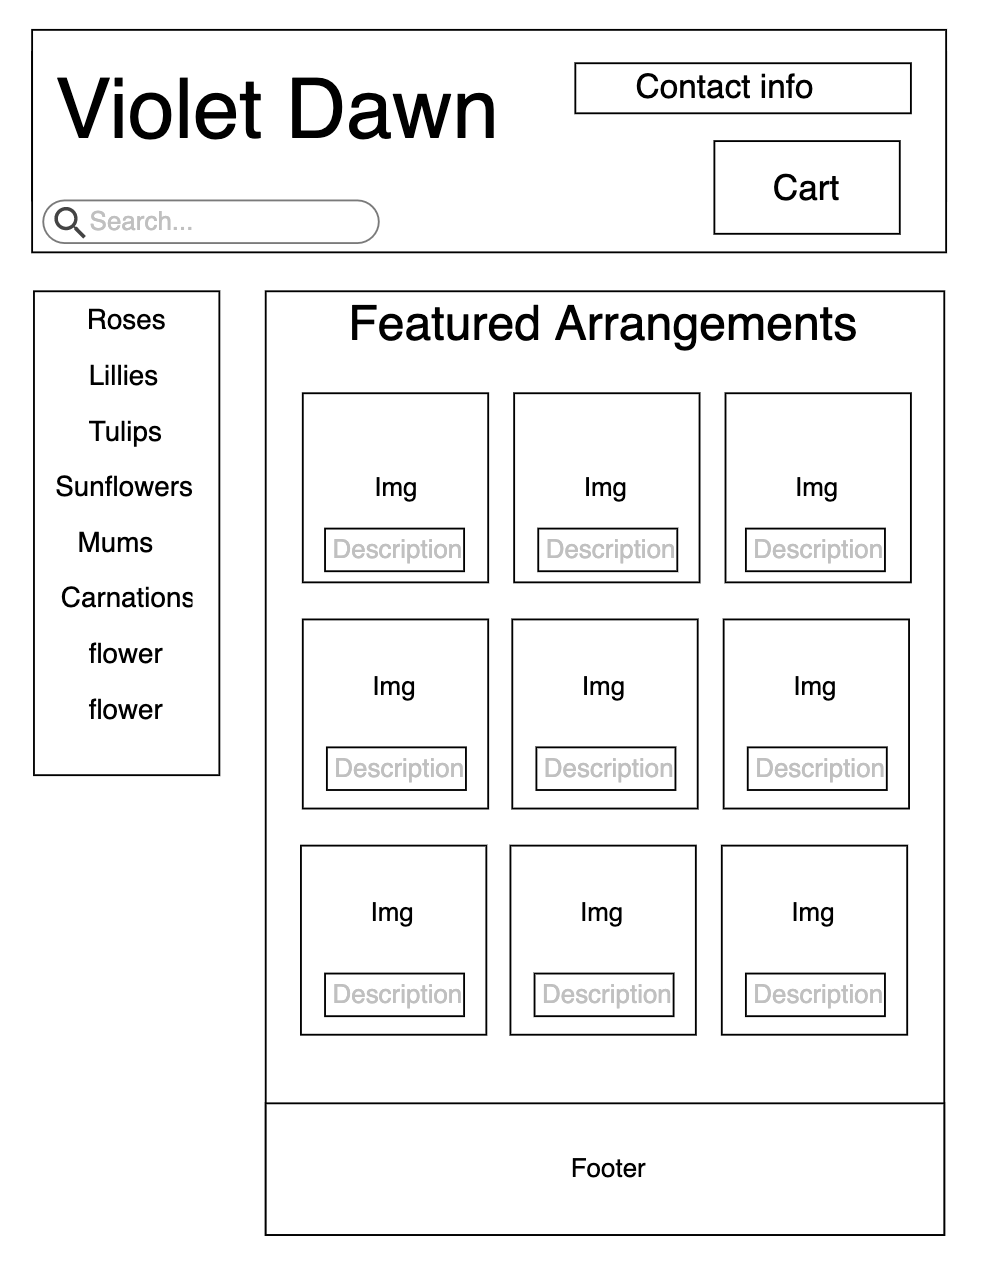 Violet Dawn
Contact info
Cart
Search...
Roses
Lillies
Tulips
Sunflowers
Mums
Carnations
flower
flower
Featured Arrangements
Img
Description
Img
Description
Img
Description
Img
Description
Img
Description
Img
Description
Img
Description
Img
Description
Img
Description
Footer